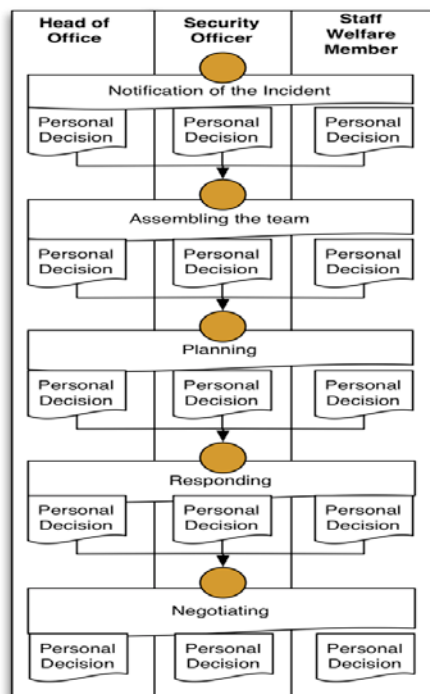 Head of
Office
Security
Officer
Staff
Welfare
Member
Notification of the Incident
Personal
Decision
Personal
Decision
Personal
Decision
Assembling the team
Personal
Decision
Personal
Decision
Personal
Decision
Planning
Personal
Decision
Personal
Decision
Personal
Decision
Responding
Personal
Decision
Personal
Decision
Personal
Decision
Negotiating
Personal
Decision
Personal
Decision
Personal
Decision